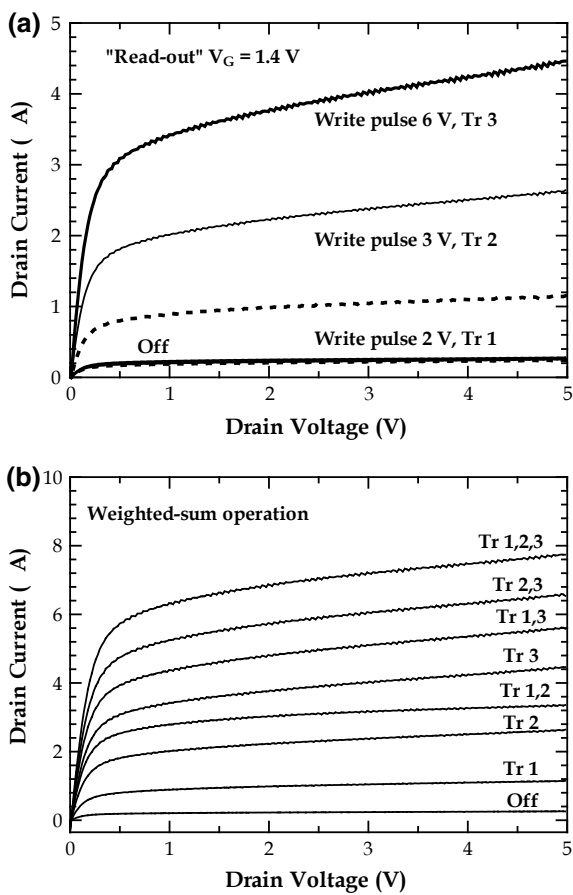 (a)
5
"Read-out" V_G = 1.4 V
4
Write pulse 6 V, Tr 3
3
Drain Current ( A)
2
Write pulse 3 V, Tr 2
1
Off
Write pulse 2 V, Tr 1
0
0 1 2 3 4 5
Drain Voltage (V)
(b)
10
Weighted-sum operation
8
Tr 1,2,3
Tr 2,3
6
Tr 1,3
Drain Current ( A)
Tr 3
4
Tr 1,2
Tr 2
2
Tr 1
Off
0
0 1 2 3 4 5
Drain Voltage (V)